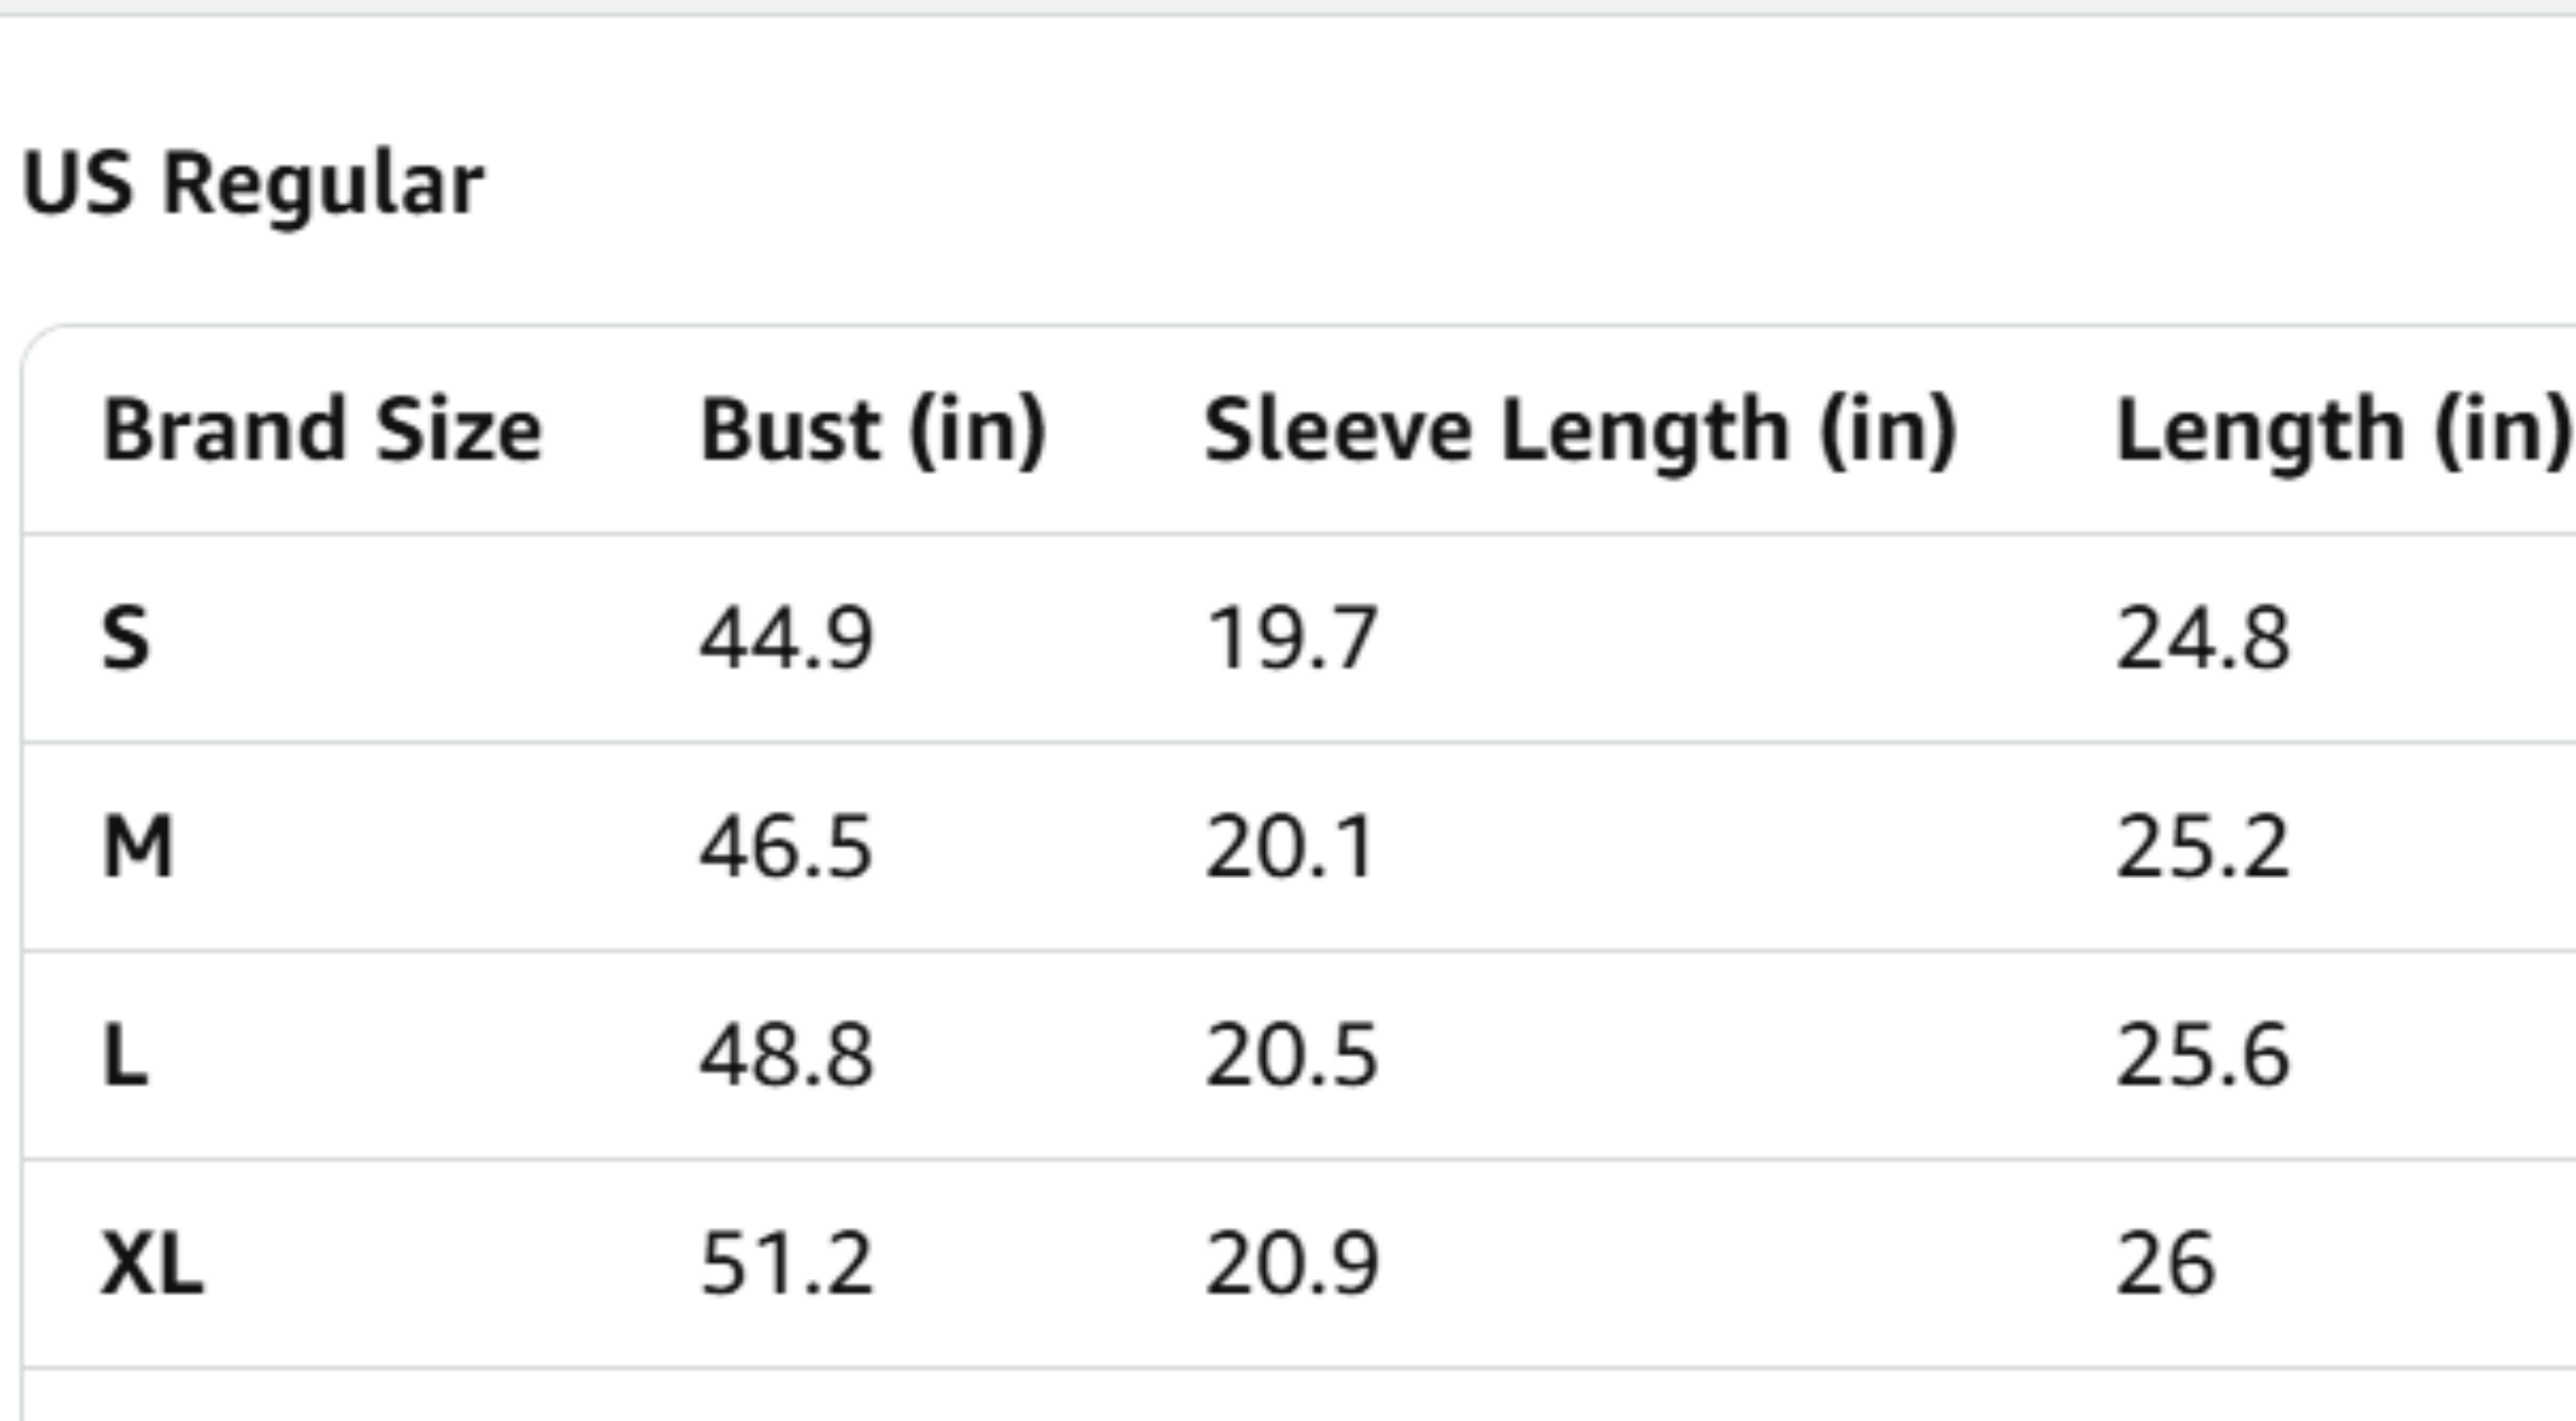 US Regular
Brand Size Bust (in) Sleeve Length (in) Length (in)
S 44.9 19.7 24.8
M 46.5 20.1 25.2
L 48.8 20.5 25.6
XL 51.2 20.9 26